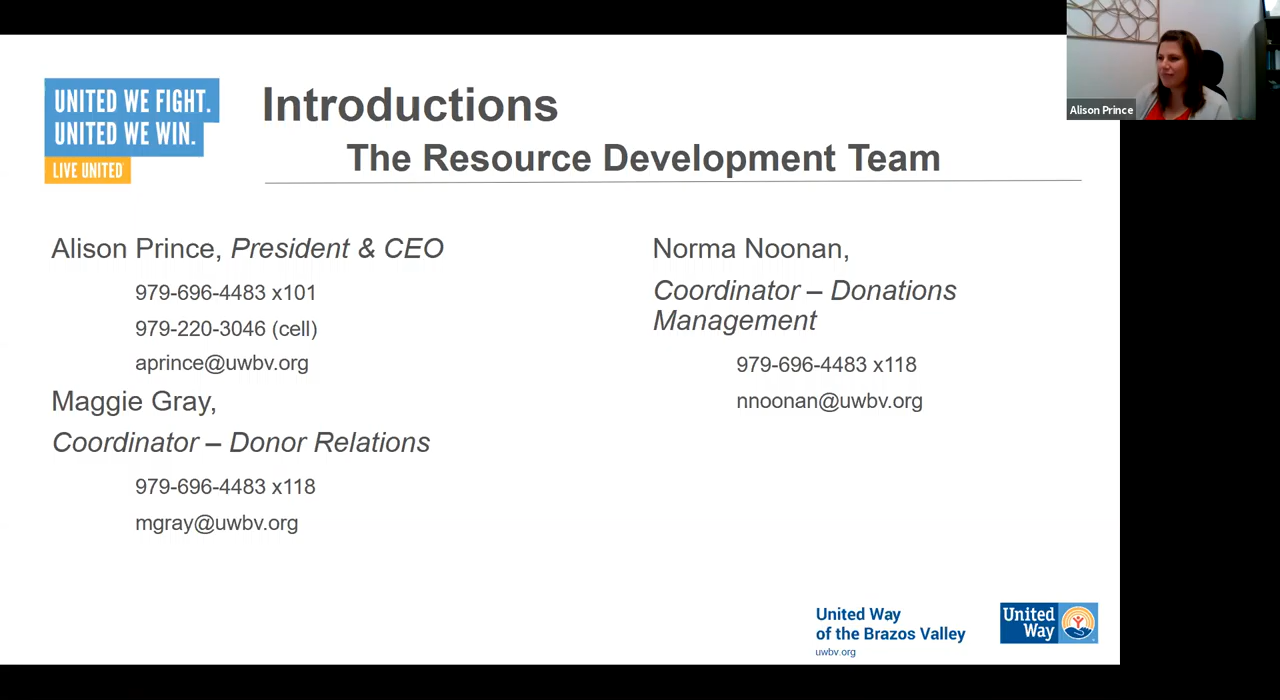 UNITED WE FIGHT.
UNITED WE WIN.
LIVE UNITED
Introductions
The Resource Development Team
Alison Prince
Alison Prince, President & CEO
979-696-4483 x101
979-220-3046 (cell)
aprince@uwbv.org
Maggie Gray,
Coordinator – Donor Relations
979-696-4483 x118
mgray@uwbv.org
Norma Noonan,
Coordinator – Donations
Management
979-696-4483 x118
nnoonan@uwbv.org
United Way
of the Brazos Valley
uwbv.org
United
Way